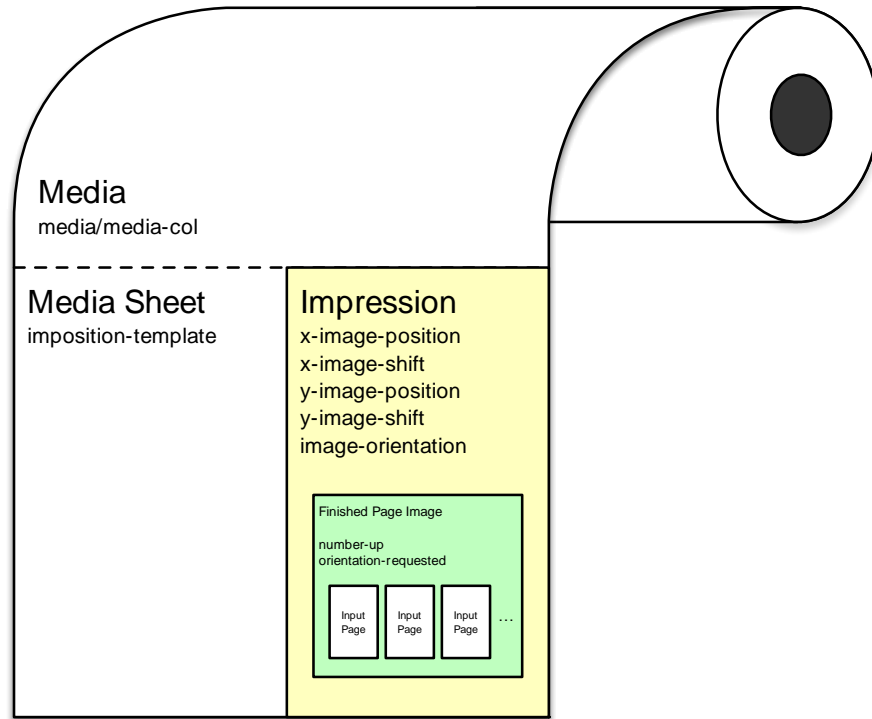 Media
media/media-col
Media Sheet
imposition-template
Impression
x-image-position
x-image-shift
y-image-position
y-image-shift
image-orientation
Finished Page Image
number-up
orientation-requested
Input
Page
Input
Page
Input
Page
...